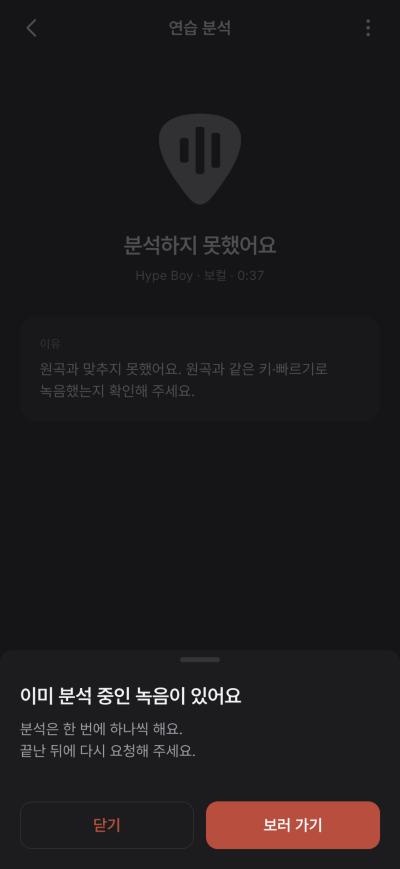 연습 분석
분석하지 못했어요
Hype Boy · 보컬 · 0:37
이유
원곡과 맞추지 못했어요. 원곡과 같은 키·빠르기로
녹음했는지 확인해 주세요.
이미 분석 중인 녹음이 있어요
분석은 한 번에 하나씩 해요.
끝난 뒤에 다시 요청해 주세요.
닫기
보러 가기